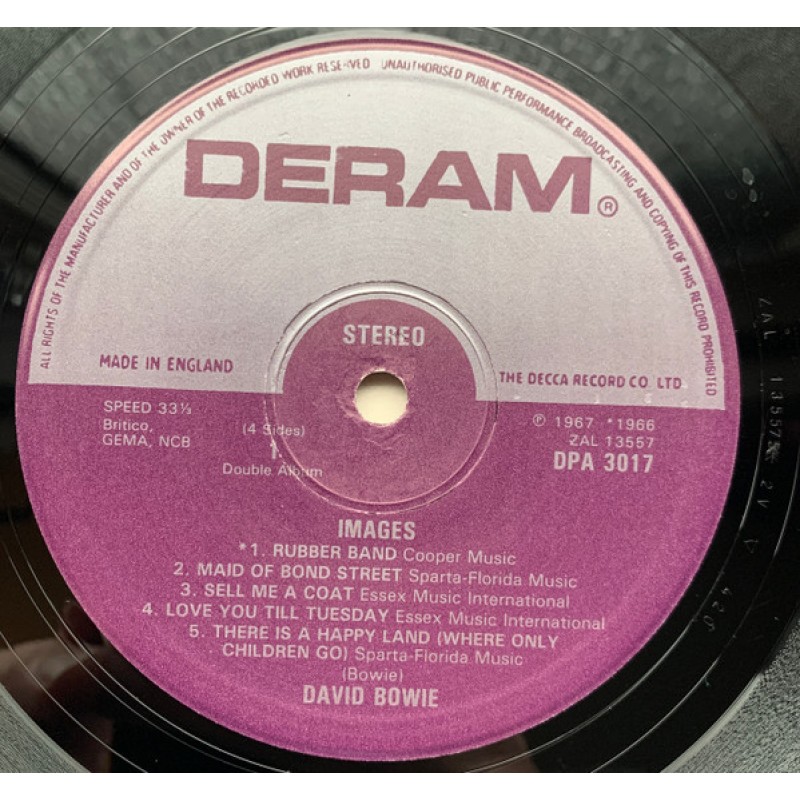 ALL RIGHTS OF THE MANUFACTURER AND OF THE OWNER OF THE RECORDED WORK RESERVED UNAUTHORISED PUBLIC PERFORMANCE BROADCASTING AND COPYING OF THIS RECORD PROHIBITED
DERAM®
STEREO
MADE IN ENGLAND
THE DECCA RECORD CO. LTD.
SPEED 33⅓
Britico,
GEMA, NCB
(4 Sides)
1
Double Album
℗ 1967 *1966
ZAL 13557
DPA 3017
IMAGES
*1. RUBBER BAND Cooper Music
2. MAID OF BOND STREET Sparta-Florida Music
3. SELL ME A COAT Essex Music International
4. LOVE YOU TILL TUESDAY Essex Music International
5. THERE IS A HAPPY LAND (WHERE ONLY
CHILDREN GO) Sparta-Florida Music
(Bowie)
DAVID BOWIE
ZAL 13557